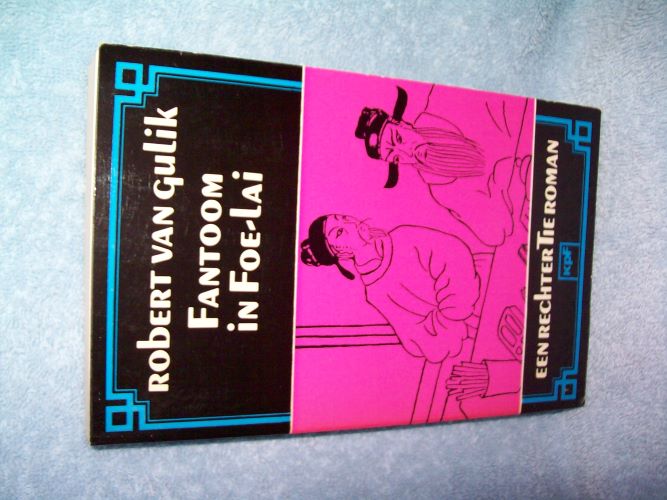 ROBERT VAN GULIK
FANTOOM
IN FOE-LAI
EEN RECHTER TIE ROMAN
KPF